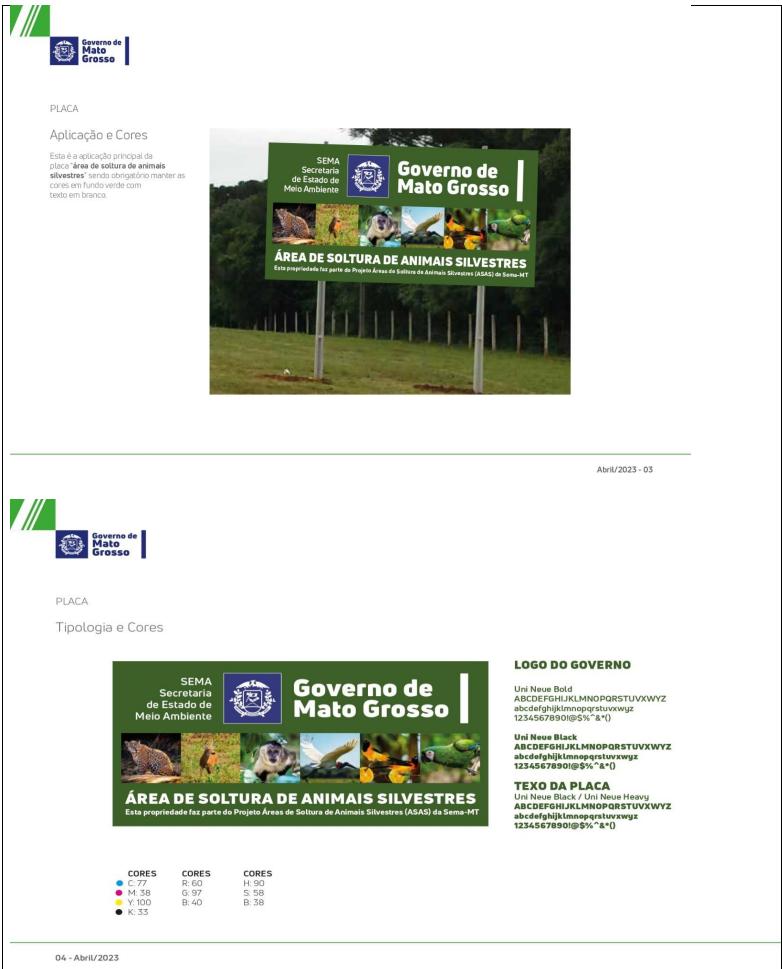 Governo de
Mato
Grosso
PLACA
Aplicação e Cores
Esta é a aplicação principal da
placa "área de soltura de animais
silvestres" sendo obrigatório manter as
cores em fundo verde com
texto em branco.
SEMA
Secretaria
de Estado de
Meio Ambiente
Governo de
Mato Grosso
ÁREA DE SOLTURA DE ANIMAIS SILVESTRES
Esta propriedade faz parte do Projeto Áreas de Soltura de Animais Silvestres (ASAS) da Sema-MT
Abril/2023 - 03
Governo de
Mato
Grosso
PLACA
Tipologia e Cores
SEMA
Secretaria
de Estado de
Meio Ambiente
Governo de
Mato Grosso
ÁREA DE SOLTURA DE ANIMAIS SILVESTRES
Esta propriedade faz parte do Projeto Áreas de Soltura de Animais Silvestres (ASAS) da Sema-MT
LOGO DO GOVERNO
Uni Neue Bold
ABCDEFGHIJKLMNOPQRSTUVXWYZ
abcdefghijklmnopqrstuvxwyz
1234567890!@$%^&*()
Uni Neue Black
ABCDEFGHIJKLMNOPQRSTUVXWYZ
abcdefghijklmnopqrstuvxwyz
1234567890!@$%^&*()
TEXO DA PLACA
Uni Neue Black / Uni Neue Heavy
ABCDEFGHIJKLMNOPQRSTUVXWYZ
abcdefghijklmnopqrstuvxwyz
1234567890!@$%^&*()
CORES
C: 77
M: 38
Y: 100
K: 33
CORES
R: 60
G: 97
B: 40
CORES
H: 90
S: 58
B: 38
04 - Abril/2023